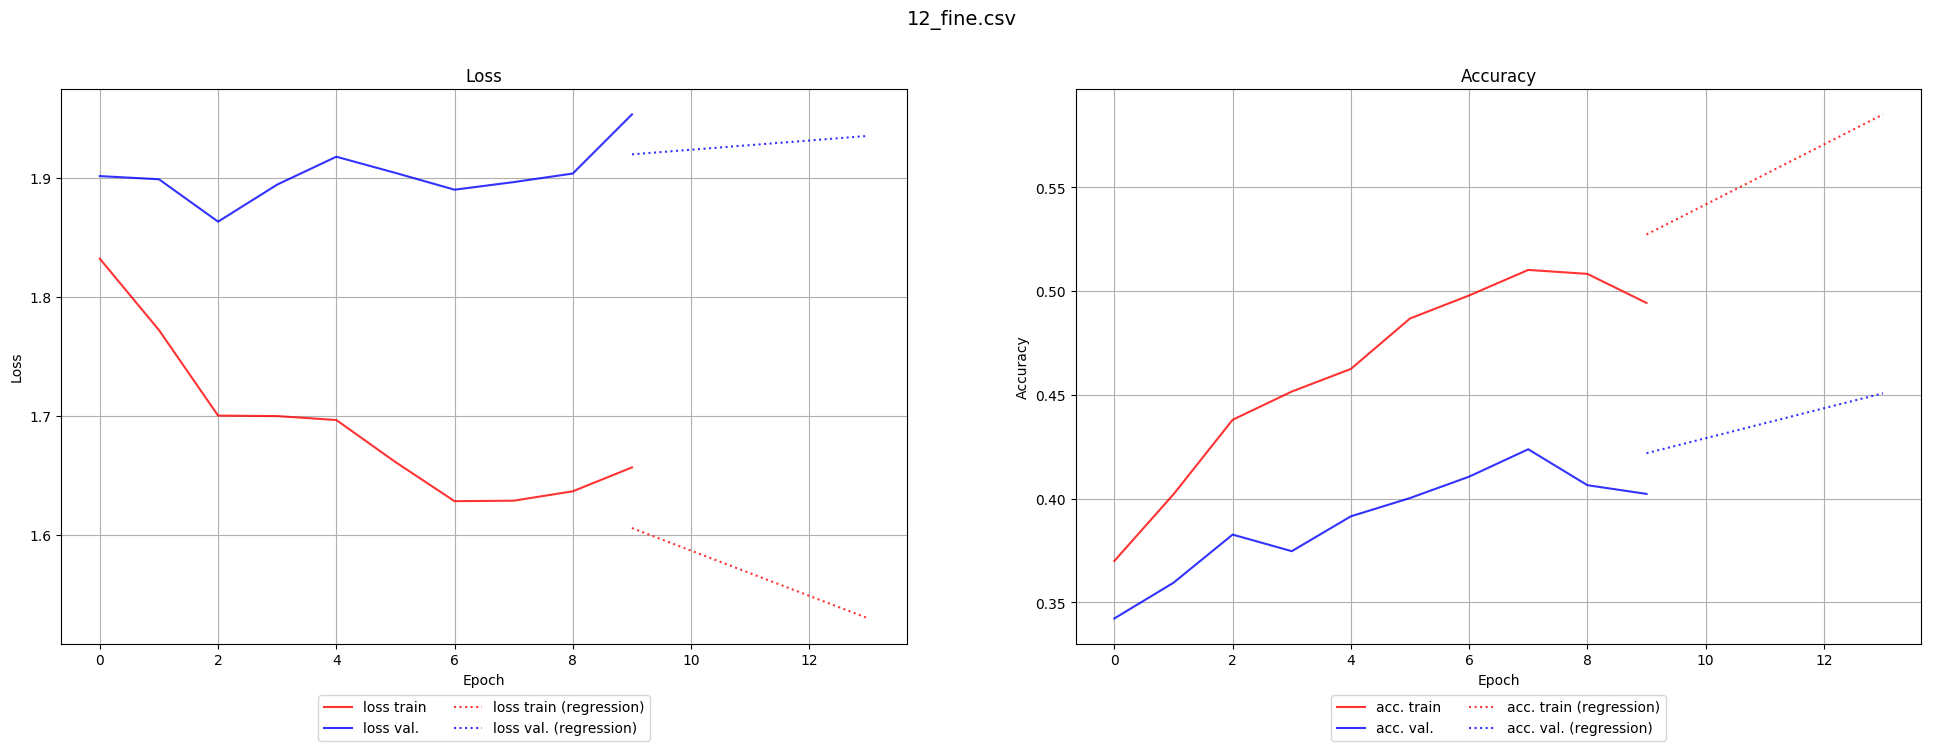 12_fine.csv
Loss
Loss
1.9
1.8
1.7
1.6
0 2 4 6 8 10 12
Epoch
loss train loss train (regression)
loss val. loss val. (regression)
Accuracy
Accuracy
0.55
0.50
0.45
0.40
0.35
0 2 4 6 8 10 12
Epoch
acc. train acc. train (regression)
acc. val. acc. val. (regression)